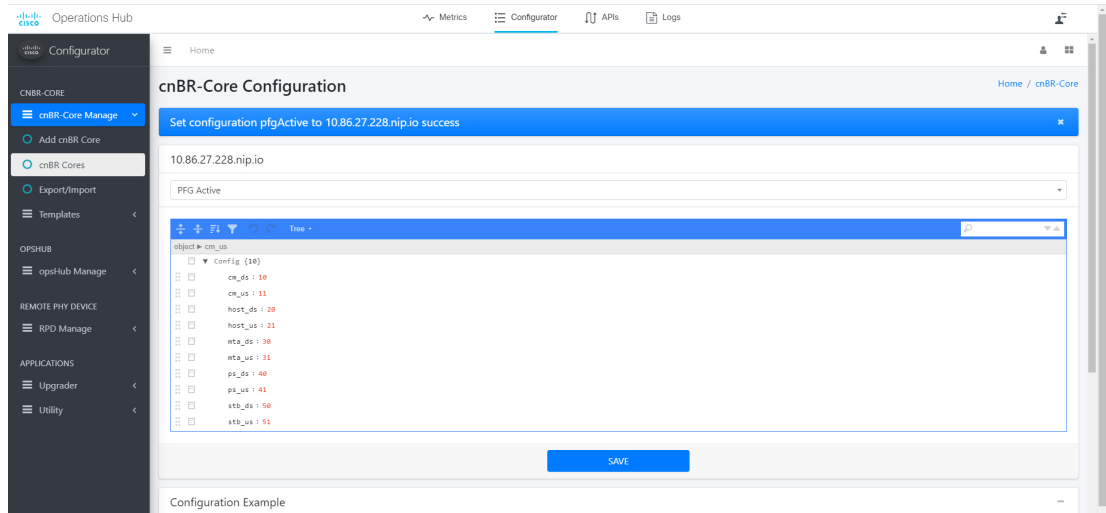 cisco Operations Hub
Metrics
Configurator
APIs
Logs
cisco Configurator
Home
CNBR-CORE
cnBR-Core Manage
Add cnBR Core
cnBR Cores
Export/Import
Templates
OPSHUB
opsHub Manage
REMOTE PHY DEVICE
RPD Manage
APPLICATIONS
Upgrader
Utility
cnBR-Core Configuration
Home / cnBR-Core
Set configuration pfgActive to 10.86.27.228.nip.io success
10.86.27.228.nip.io
PFG Active
Tree
object ► cm_us
Config {10}
cm_ds : 10
cm_us : 11
host_ds : 20
host_us : 21
mta_ds : 30
mta_us : 31
ps_ds : 40
ps_us : 41
stb_ds : 50
stb_us : 51
SAVE
Configuration Example